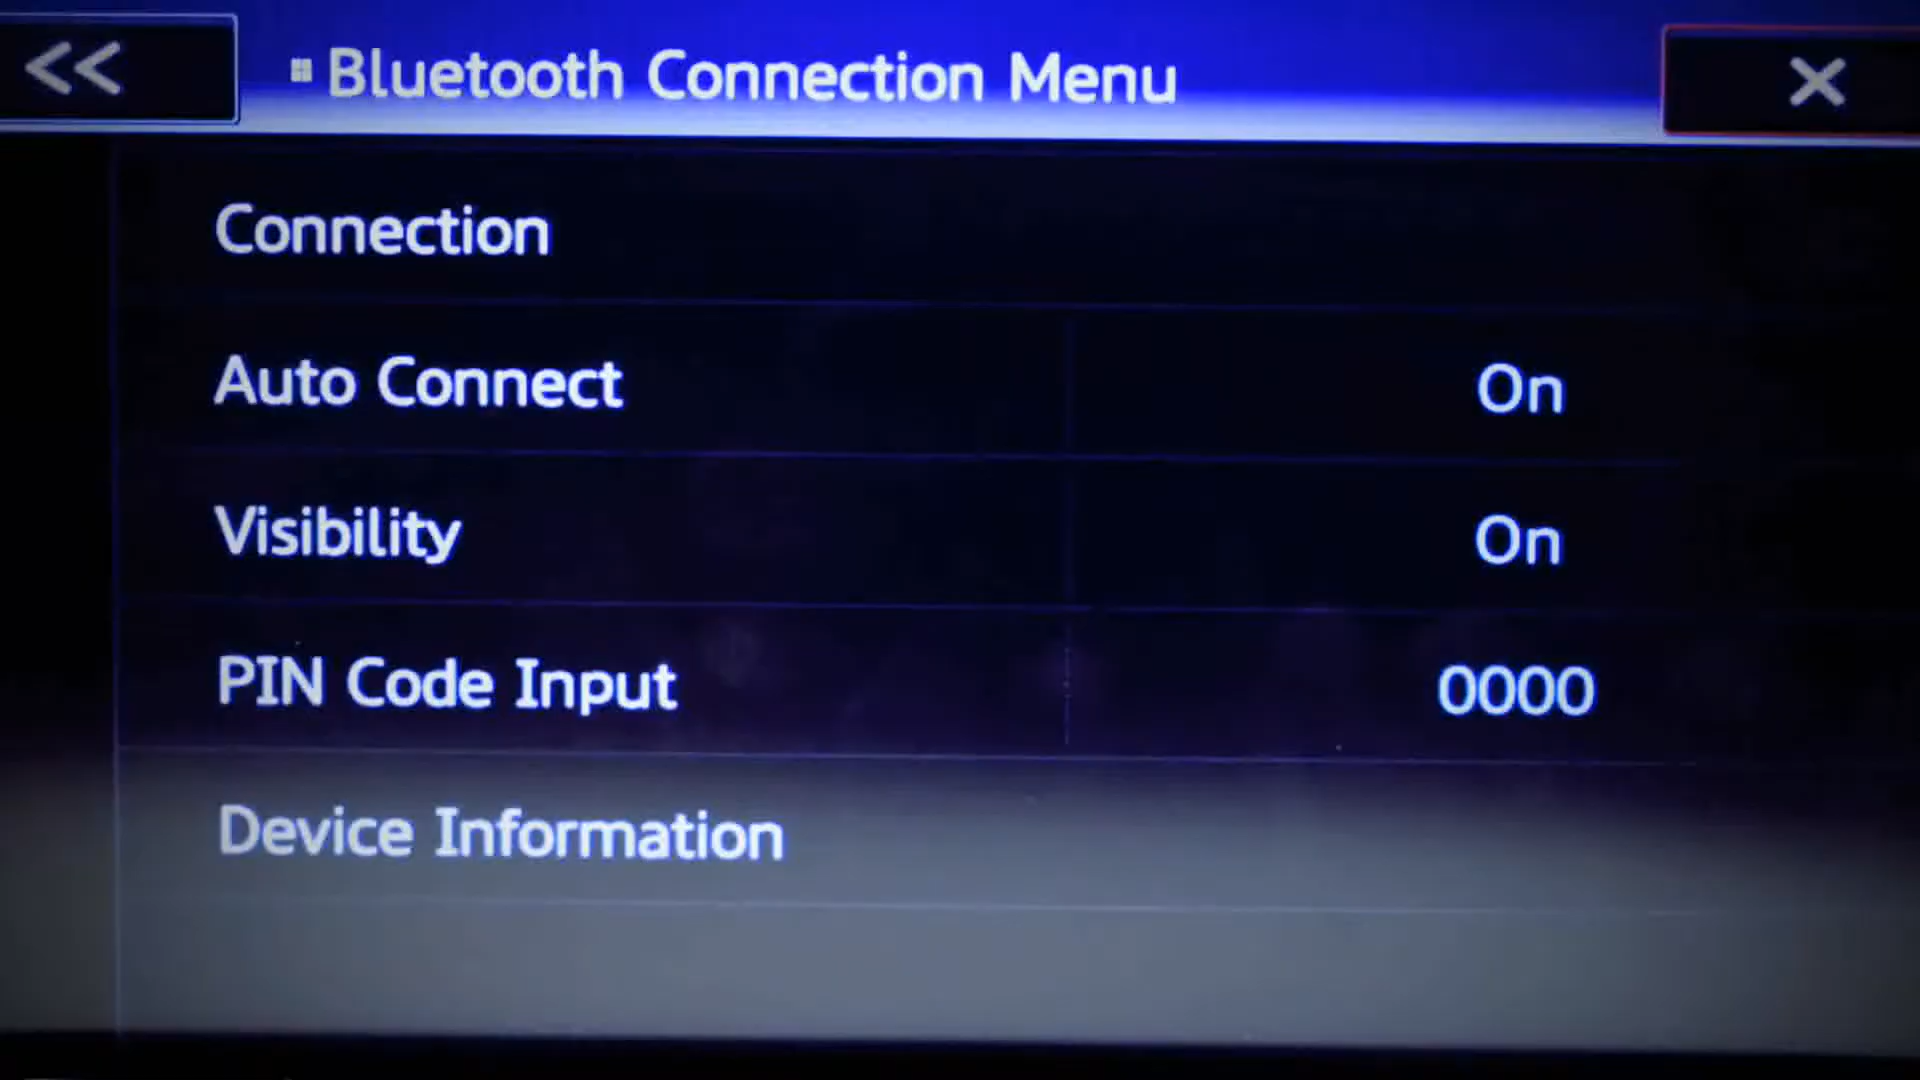 <<
Bluetooth Connection Menu
X
Connection
Auto Connect On
Visibility On
PIN Code Input 0000
Device Information